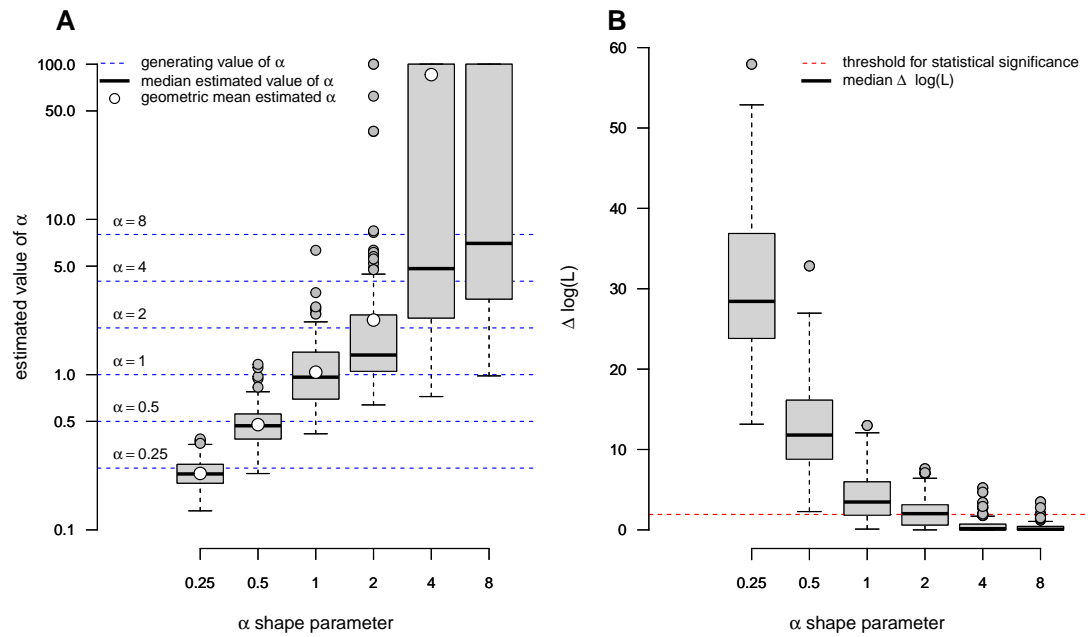 A
generating value of α
median estimated value of α
geometric mean estimated α
100.0
50.0
10.0
5.0
1.0
0.5
0.1
estimated value of α
α = 8
α = 4
α = 2
α = 1
α = 0.5
α = 0.25
0.25 0.5 1 2 4 8
α shape parameter
B
threshold for statistical significance
median Δ log(L)
60
50
40
30
20
10
0
Δ log(L)
0.25 0.5 1 2 4 8
α shape parameter